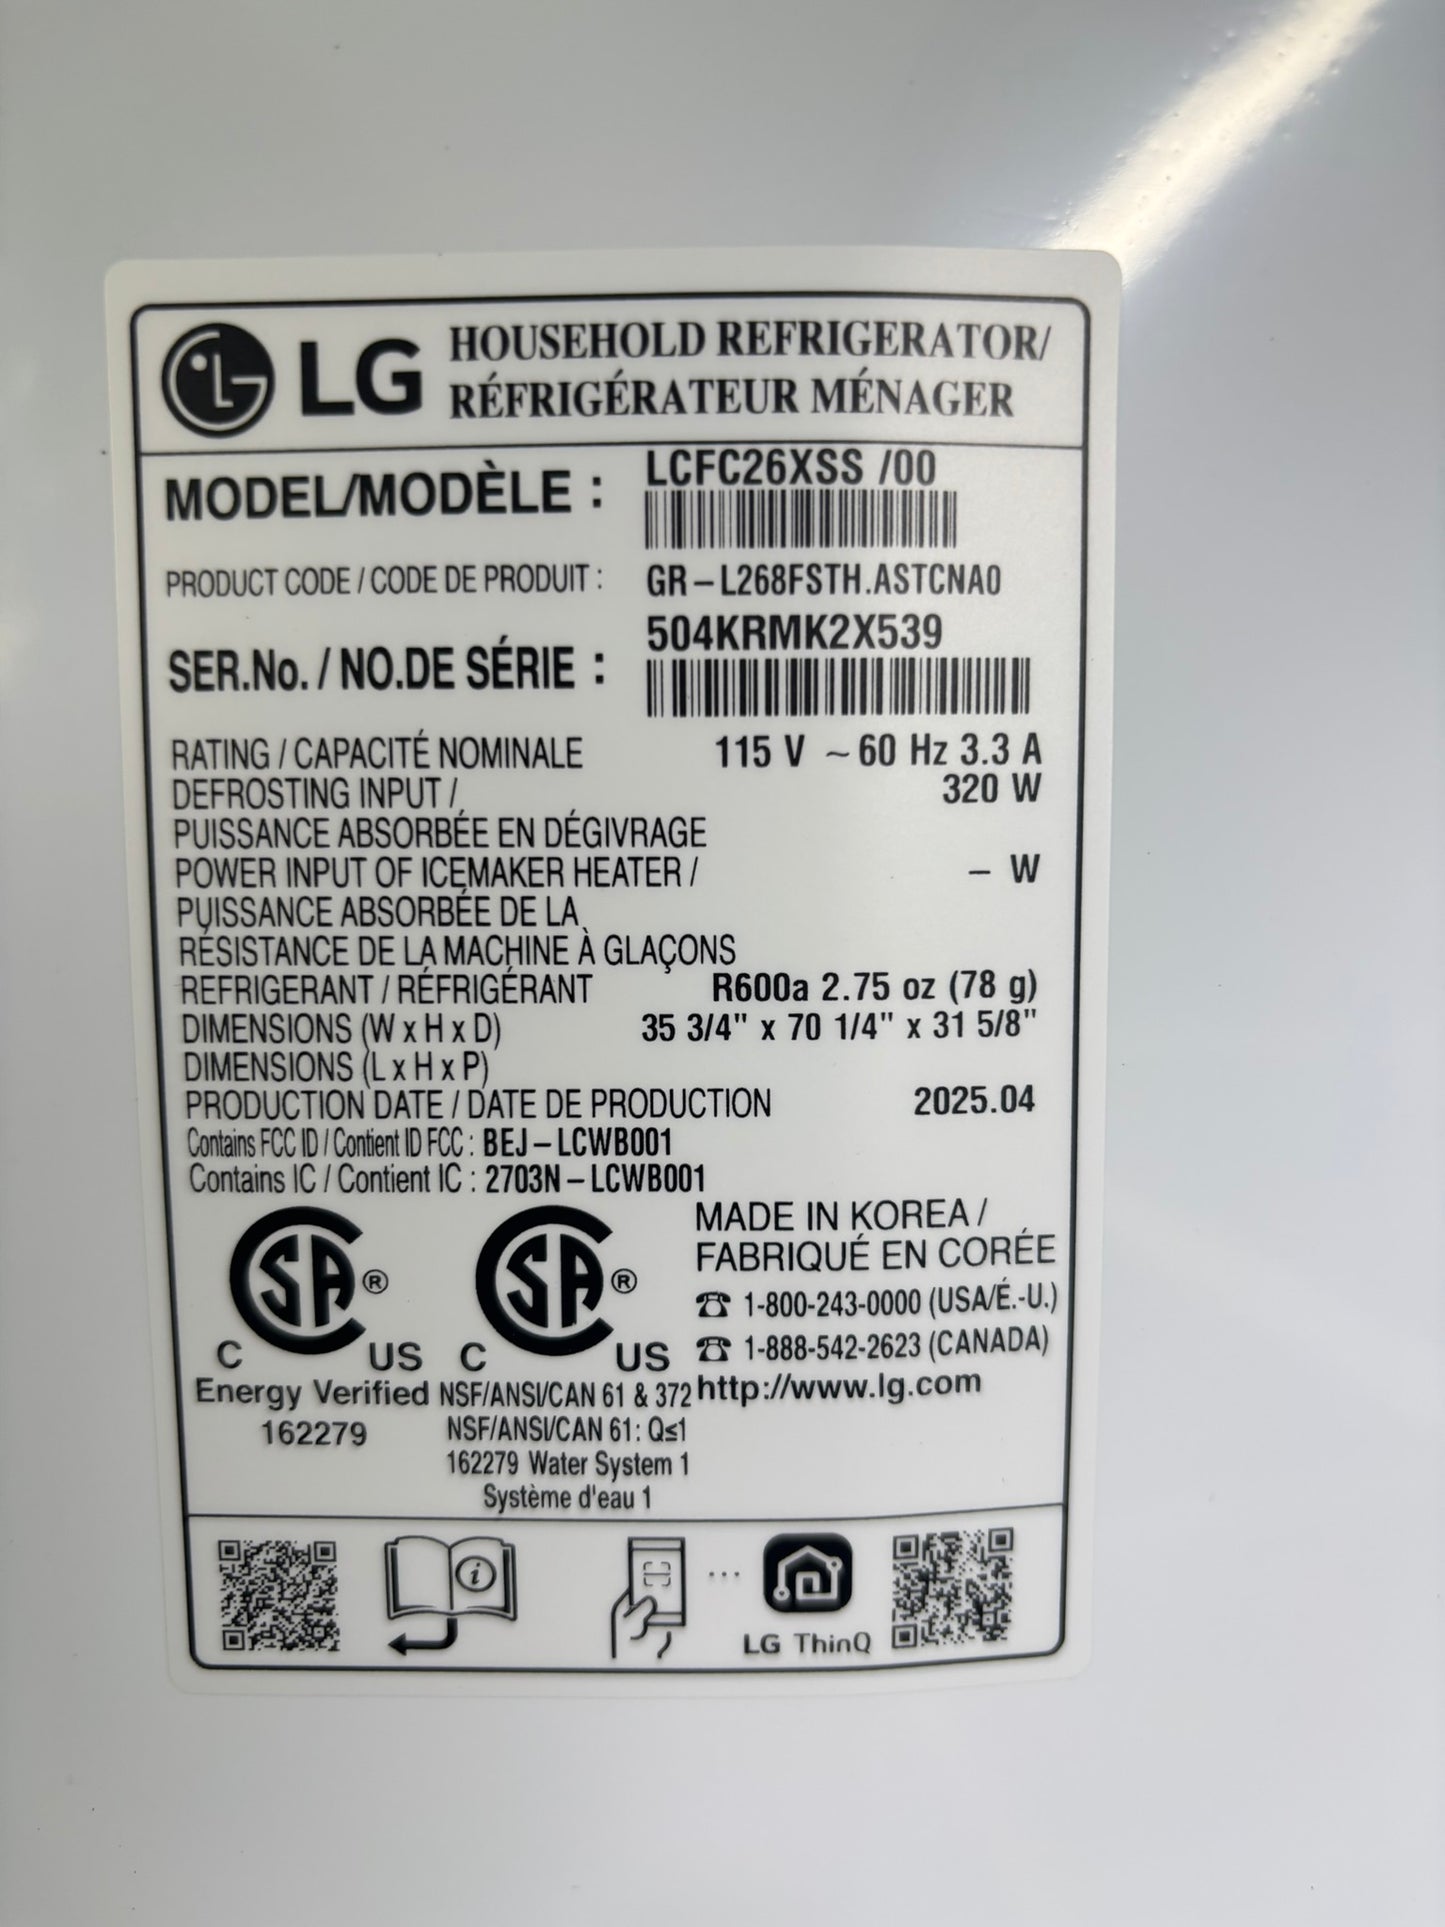 LG HOUSEHOLD REFRIGERATOR/
RÉFRIGÉRATEUR MÉNAGER
MODEL/MODÈLE : LCFC26XSS /00
PRODUCT CODE / CODE DE PRODUIT : GR-L268FSTH.ASTCNA0
SER.No. / NO.DE SÉRIE : 504KRMK2X539
RATING / CAPACITÉ NOMINALE 115 V ~ 60 Hz 3.3 A
DEFROSTING INPUT / 320 W
PUISSANCE ABSORBÉE EN DÉGIVRAGE
POWER INPUT OF ICEMAKER HEATER / – W
PUISSANCE ABSORBÉE DE LA
RÉSISTANCE DE LA MACHINE À GLAÇONS
REFRIGERANT / RÉFRIGÉRANT R600a 2.75 oz (78 g)
DIMENSIONS (W x H x D) 35 3/4" x 70 1/4" x 31 5/8"
DIMENSIONS (L x H x P)
PRODUCTION DATE / DATE DE PRODUCTION 2025.04
Contains FCC ID / Contient ID FCC : BEJ-LCWB001
Contains IC / Contient IC : 2703N-LCWB001
SA ® C US
Energy Verified
162279
SA ® C US
NSF/ANSI/CAN 61 & 372
NSF/ANSI/CAN 61: Q≤1
162279 Water System 1
Système d'eau 1
MADE IN KOREA /
FABRIQUÉ EN CORÉE
☎ 1-800-243-0000 (USA/É.-U.)
☎ 1-888-542-2623 (CANADA)
http://www.lg.com
i
LG ThinQ